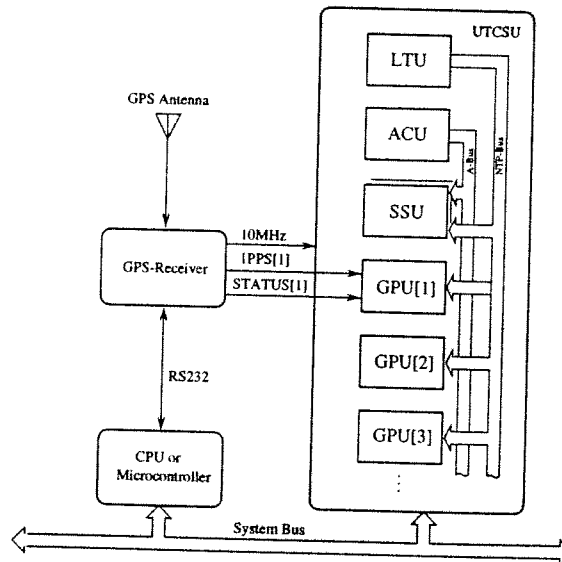 UTCSU
LTU
GPS Antenna
ACU
A-Bus
NTP-Bus
SSU
10MHz
GPS-Receiver
1PPS[1]
STATUS[1]
GPU[1]
GPU[2]
RS232
GPU[3]
CPU or
Microcontroller
...
System Bus